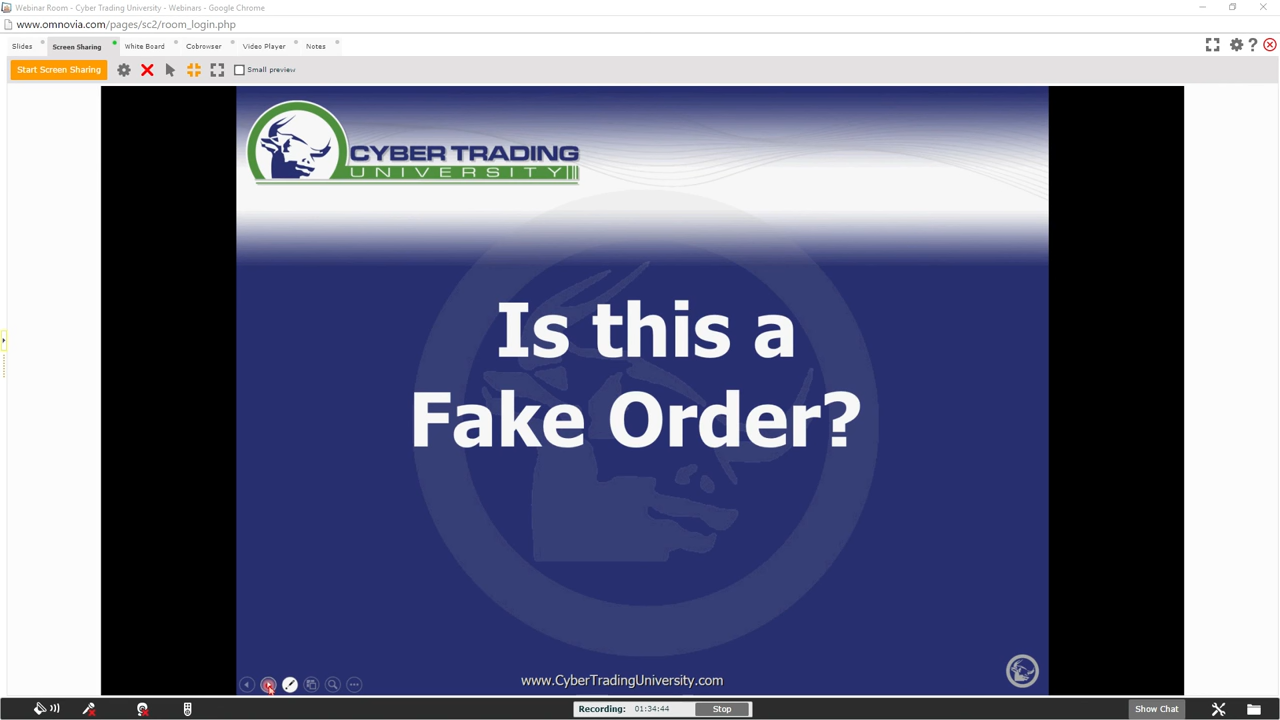 Webinar Room - Cyber Trading University - Webinars - Google Chrome
www.omnovia.com/pages/sc2/room_login.php
Slides Screen Sharing White Board Cobrowser Video Player Notes
Start Screen Sharing Small preview
CYBER TRADING
UNIVERSITY
Is this a
Fake Order?
www.CyberTradingUniversity.com
Recording: 01:34:44 Stop Show Chat